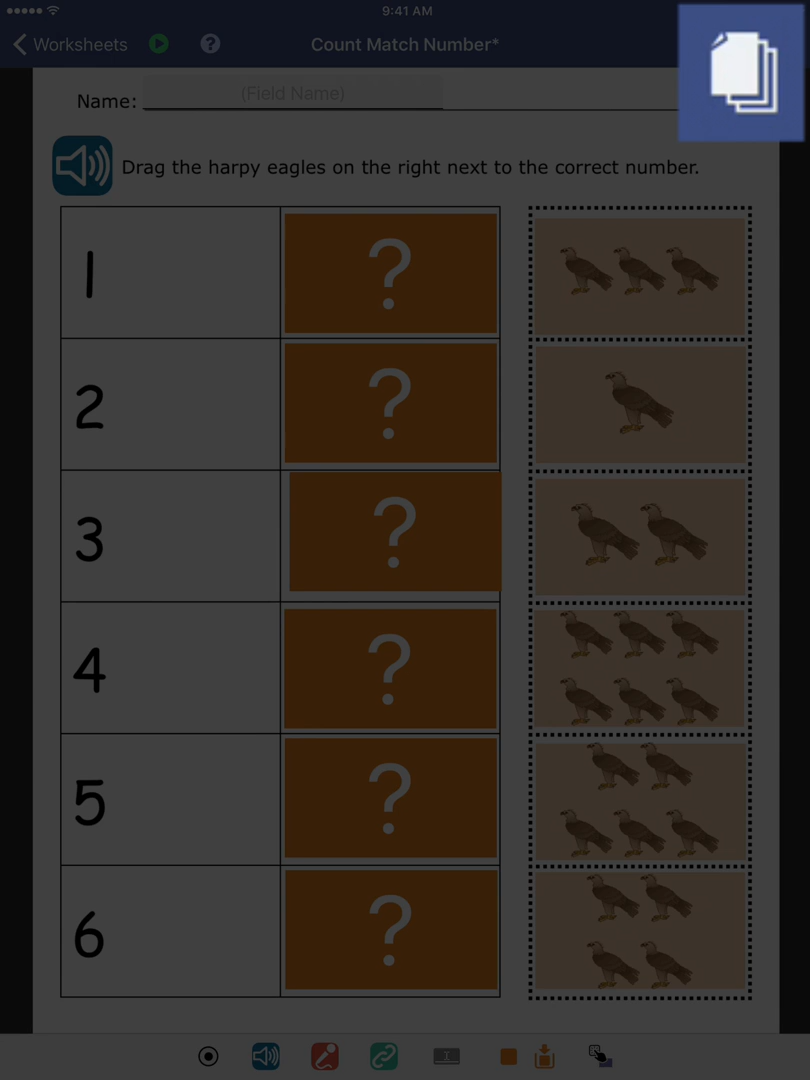 9:41 AM
Worksheets ? Count Match Number*
Name: (Field Name)
Drag the harpy eagles on the right next to the correct number.
1 ?
2 ?
3 ?
4 ?
5 ?
6 ?